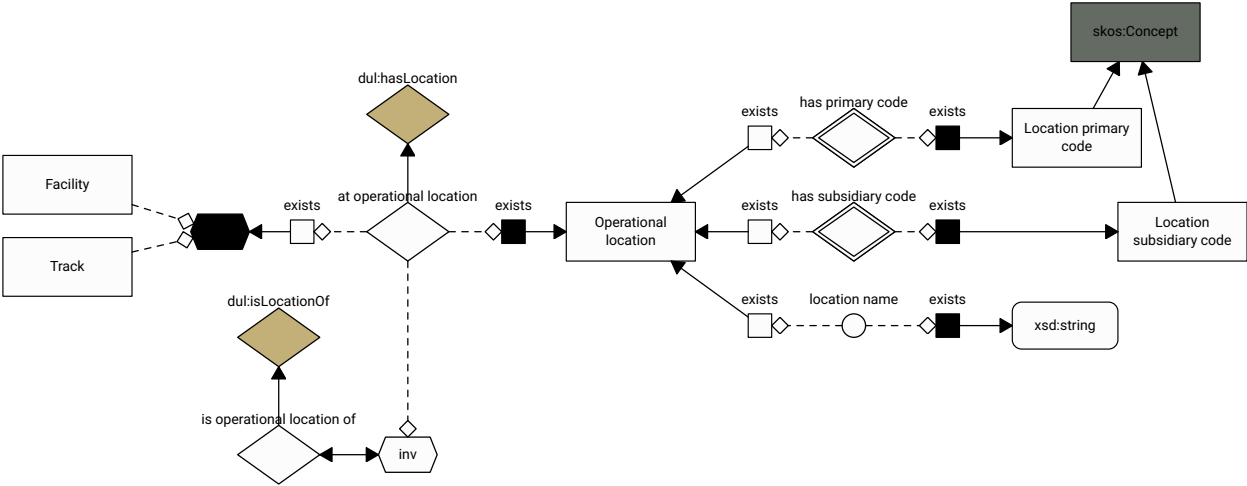 skos:Concept
dul:hasLocation
exists
has primary code
exists
Location primary
code
Facility
exists
at operational location
exists
Operational
location
exists
has subsidiary code
exists
Location
subsidiary code
Track
dul:isLocationOf
exists
location name
exists
xsd:string
is operational location of
inv